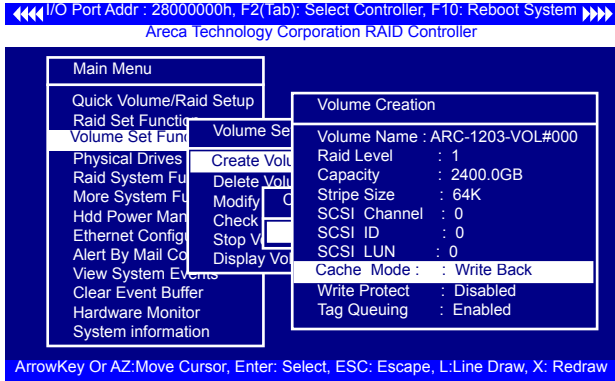 I/O Port Addr : 28000000h, F2(Tab): Select Controller, F10: Reboot System
Areca Technology Corporation RAID Controller
Main Menu
Quick Volume/Raid Setup
Raid Set Function
Volume Set Func
Physical Drives
Raid System Fu
More System Fu
Hdd Power Man
Ethernet Configu
Alert By Mail Co
View System Events
Clear Event Buffer
Hardware Monitor
System information
Volume Se
Create Volu
Delete Volu
Modify
Check
Stop Vo
Display Vol
C
Volume Creation
Volume Name : ARC-1203-VOL#000
Raid Level : 1
Capacity : 2400.0GB
Stripe Size : 64K
SCSI Channel : 0
SCSI ID : 0
SCSI LUN : 0
Cache Mode : : Write Back
Write Protect : Disabled
Tag Queuing : Enabled
ArrowKey Or AZ:Move Cursor, Enter: Select, ESC: Escape, L:Line Draw, X: Redraw